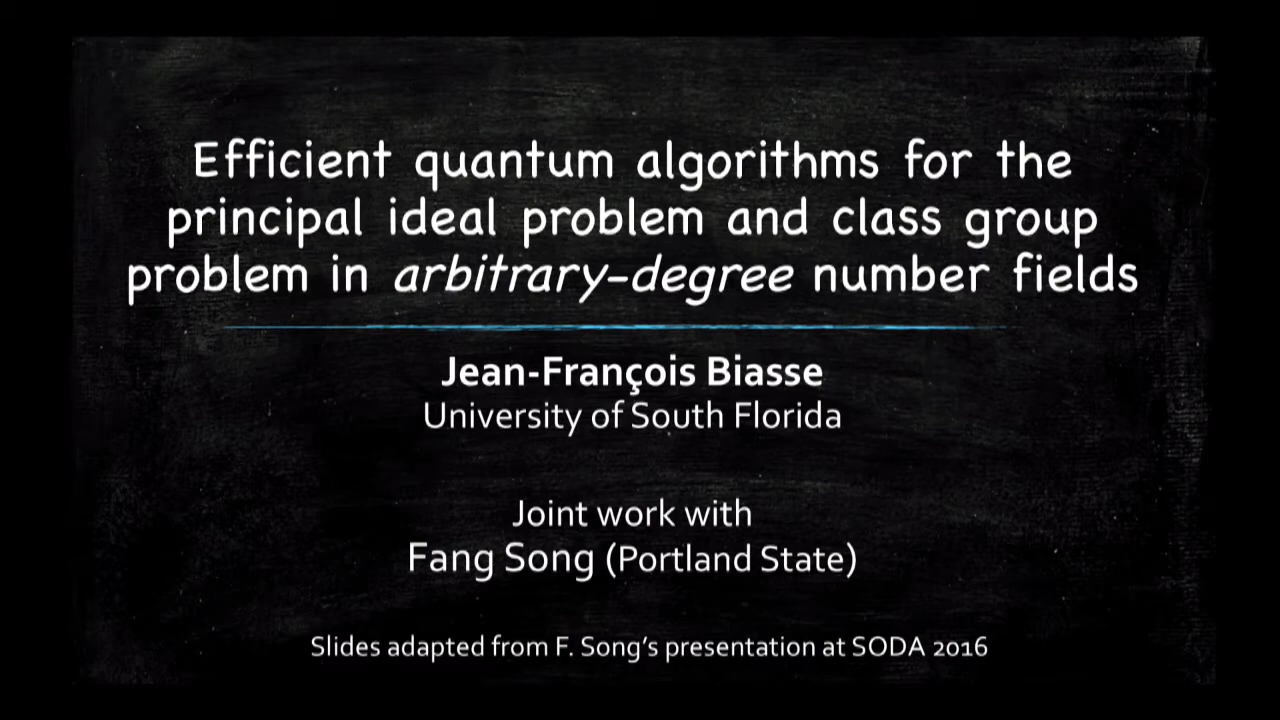 Efficient quantum algorithms for the
principal ideal problem and class group
problem in arbitrary-degree number fields
Jean-François Biasse
University of South Florida
Joint work with
Fang Song (Portland State)
Slides adapted from F. Song’s presentation at SODA 2016